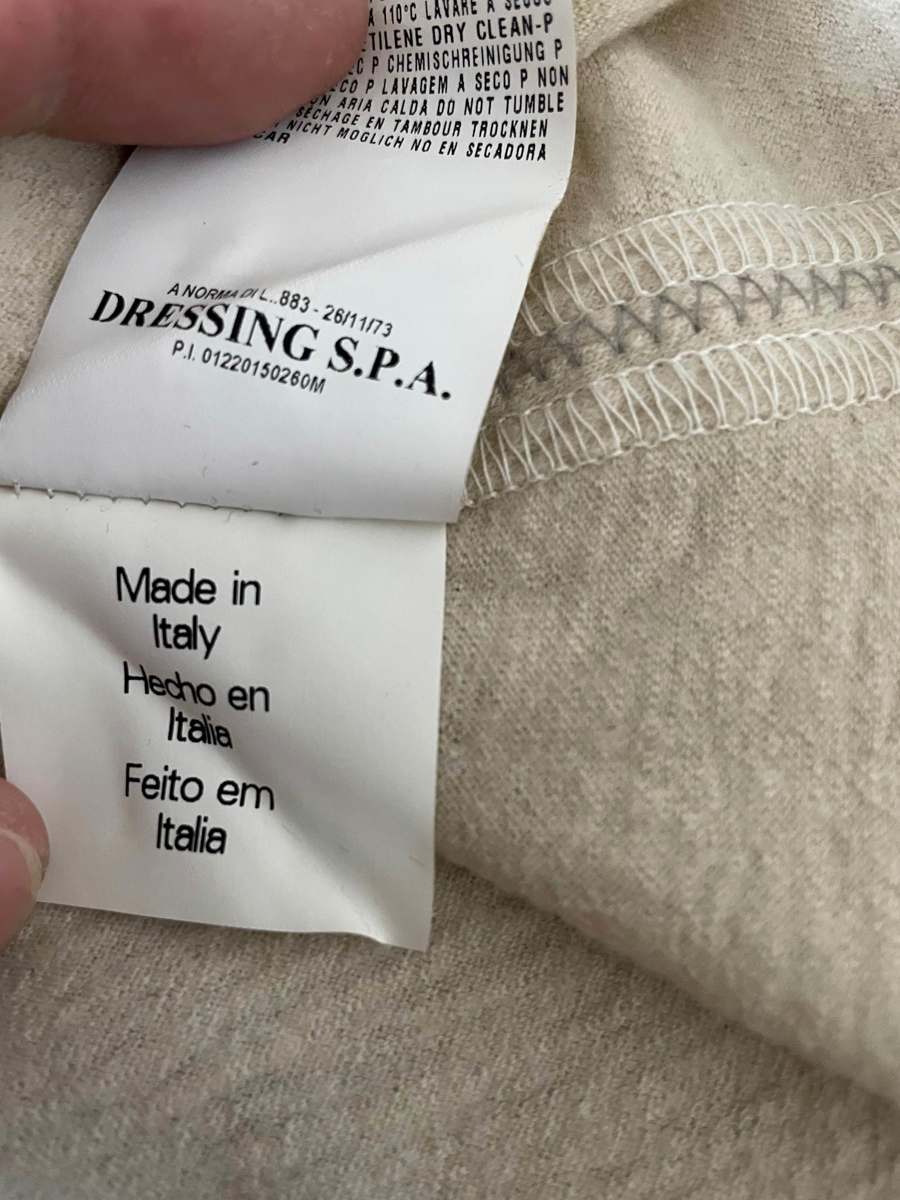 A 110°C LAVARE A SECCO
DRY CLEAN-P
P CHEMISCHREINIGUNG P
P LAVAGEM A SECO P NON
ARIA CALDA DO NOT TUMBLE
SECHAGE EN TAMBOUR TROCKNEN
NICHT MOGLICH NO EN SECADORA
A NORMA DI L..883 - 26/11/73
DRESSING S.P.A.
P.I. 01220150260M
Made in
Italy
Hecho en
Italia
Feito em
Italia